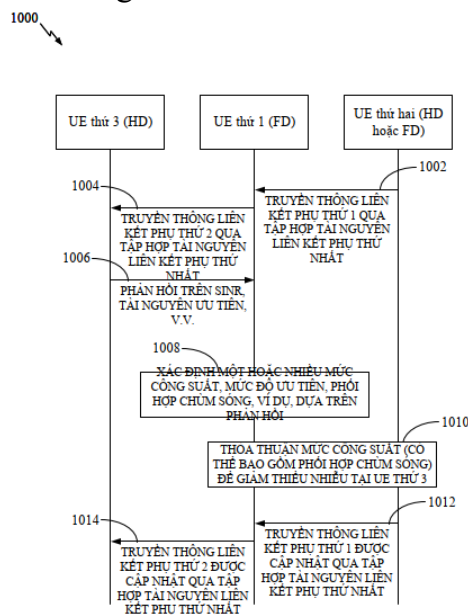 1000
UE thứ 3 (HD)
UE thứ 1 (FD)
UE thứ hai (HD
hoặc FD)
1002
1004
TRUYỀN THÔNG LIÊN
KẾT PHỤ THỨ 1 QUA
TẬP HỢP TÀI NGUYÊN
LIÊN KẾT PHỤ THỨ
NHẤT
TRUYỀN THÔNG LIÊN
KẾT PHỤ THỨ 2 QUA
TẬP HỢP TÀI NGUYÊN
LIÊN KẾT PHỤ THỨ
NHẤT
1006
PHẢN HỒI TRÊN SINR,
TÀI NGUYÊN ƯU TIÊN,
V.V.
1008
XÁC ĐỊNH MỘT HOẶC NHIỀU MỨC
CÔNG SUẤT, MỨC ĐỘ ƯU TIÊN, PHỐI
HỢP CHÙM SÓNG, VÍ DỤ, DỰA TRÊN
PHẢN HỒI
1010
THỎA THUẬN MỨC CÔNG SUẤT (CÓ
THỂ BAO GỒM PHỐI HỢP CHÙM SÓNG)
ĐỂ GIẢM THIỂU NHIỄU TẠI UE THỨ 3
1012
1014
TRUYỀN THÔNG LIÊN
KẾT PHỤ THỨ 1 ĐƯỢC
CẬP NHẬT QUA TẬP
HỢP TÀI NGUYÊN LIÊN
KẾT PHỤ THỨ NHẤT
TRUYỀN THÔNG LIÊN
KẾT PHỤ THỨ 2 ĐƯỢC
CẬP NHẬT QUA TẬP
HỢP TÀI NGUYÊN LIÊN
KẾT PHỤ THỨ NHẤT